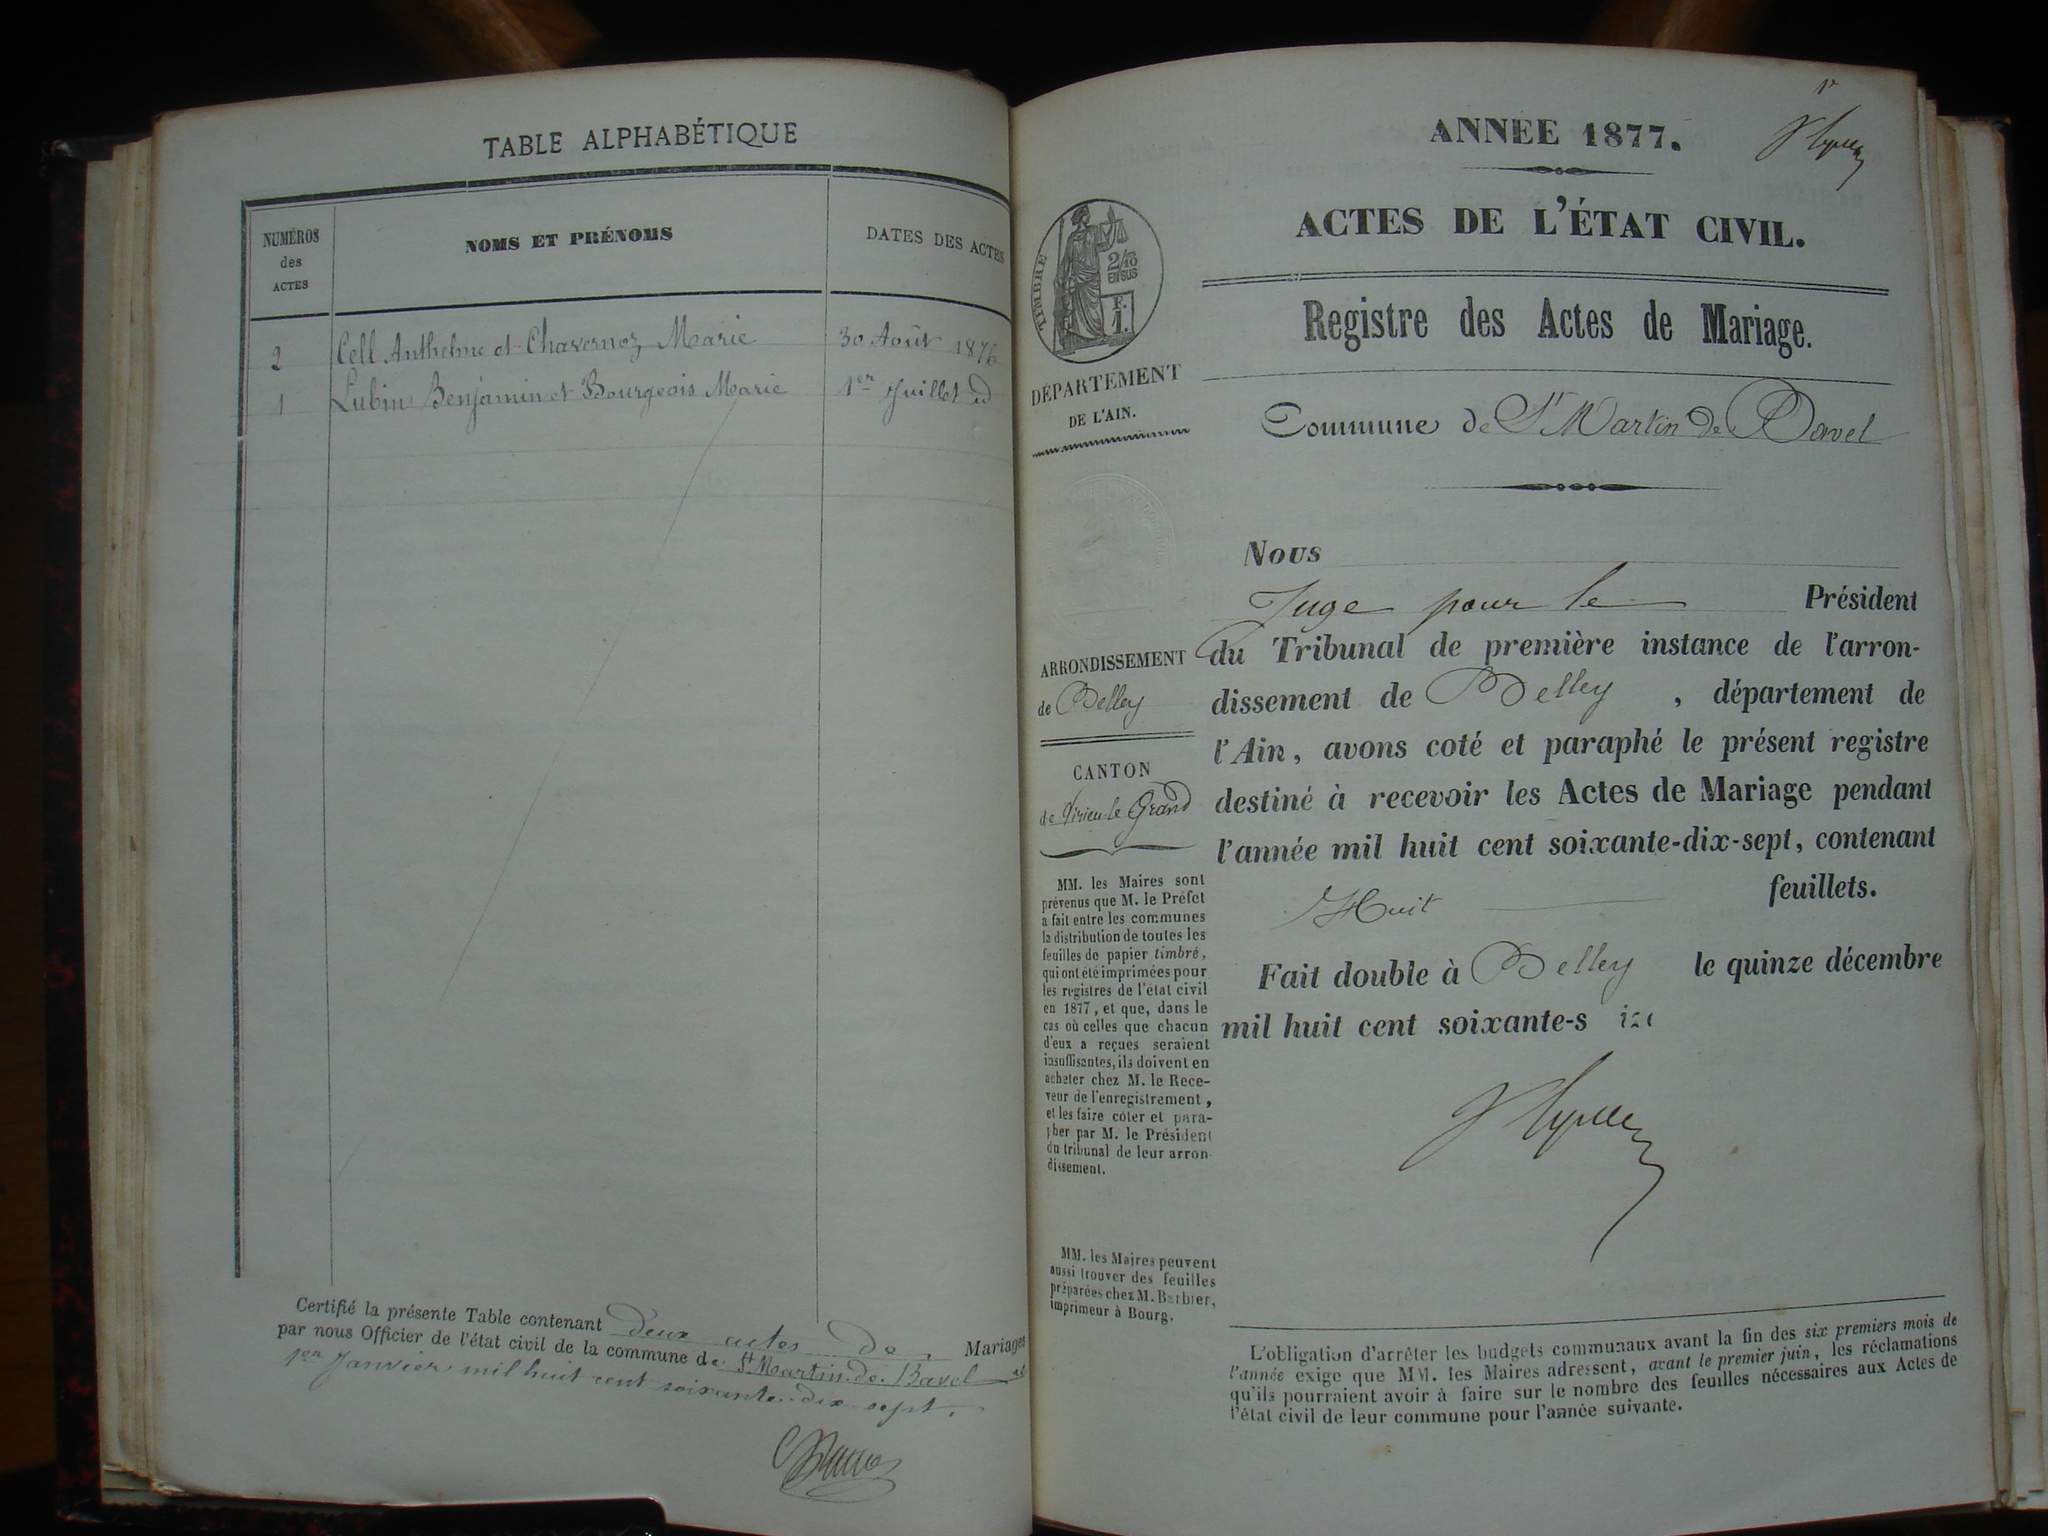 TABLE ALPHABÉTIQUE
NUMÉROS des ACTES
NOMS ET PRÉNOMS
DATES DES ACTES
2 Cell Anthelme et Chavernoz Marie 30 Août 1876
1 Lubin Benjamin et Bourgeois Marie 1er Juillet id
Certifié la présente Table contenant deux actes de Mariages
par nous Officier de l'état civil de la commune de St Martin de Bavel
1er Janvier mil huit cent soixante-dix sept.
ANNEE 1877.
ACTES DE L'ÉTAT CIVIL.
Registre des Actes de Mariage.
Commune de St Martin de Bavel
TIMBRE
2/10
EN SUS
F.
1.
DÉPARTEMENT
DE L'AIN.
ARRONDISSEMENT
de Belley
CANTON
de Virieu-le-Grand
MM. les Maires sont
prévenus que M. le Préfet
a fait entre les communes
la distribution de toutes les
feuilles de papier timbré,
qui ont été imprimées pour
les registres de l'état civil
en 1877, et que, dans le
cas où celles que chacun
d'eux a reçues seraient
insuffisantes, ils doivent en
acheter chez M. le Rece-
veur de l'enregistrement,
et les faire côter et para-
pher par M. le Président
du tribunal de leur arron
dissement.
MM. les Maires peuvent
aussi trouver des feuilles
préparées chez M. Barbier,
imprimeur à Bourg.
Nous
Juge pour le Président
du Tribunal de première instance de l'arron-
dissement de Belley, département de
l'Ain, avons coté et paraphé le présent registre
destiné à recevoir les Actes de Mariage pendant
l'année mil huit cent soixante-dix-sept, contenant
Huit feuillets.
Fait double à Belley le quinze décembre
mil huit cent soixante-s
L'obligation d'arrêter les budgets communaux avant la fin des six premiers mois de
l'année exige que MM. les Maires adressent, avant le premier juin, les réclamations
qu'ils pourraient avoir à faire sur le nombre des feuilles nécessaires aux Actes de
l'état civil de leur commune pour l'année suivante.